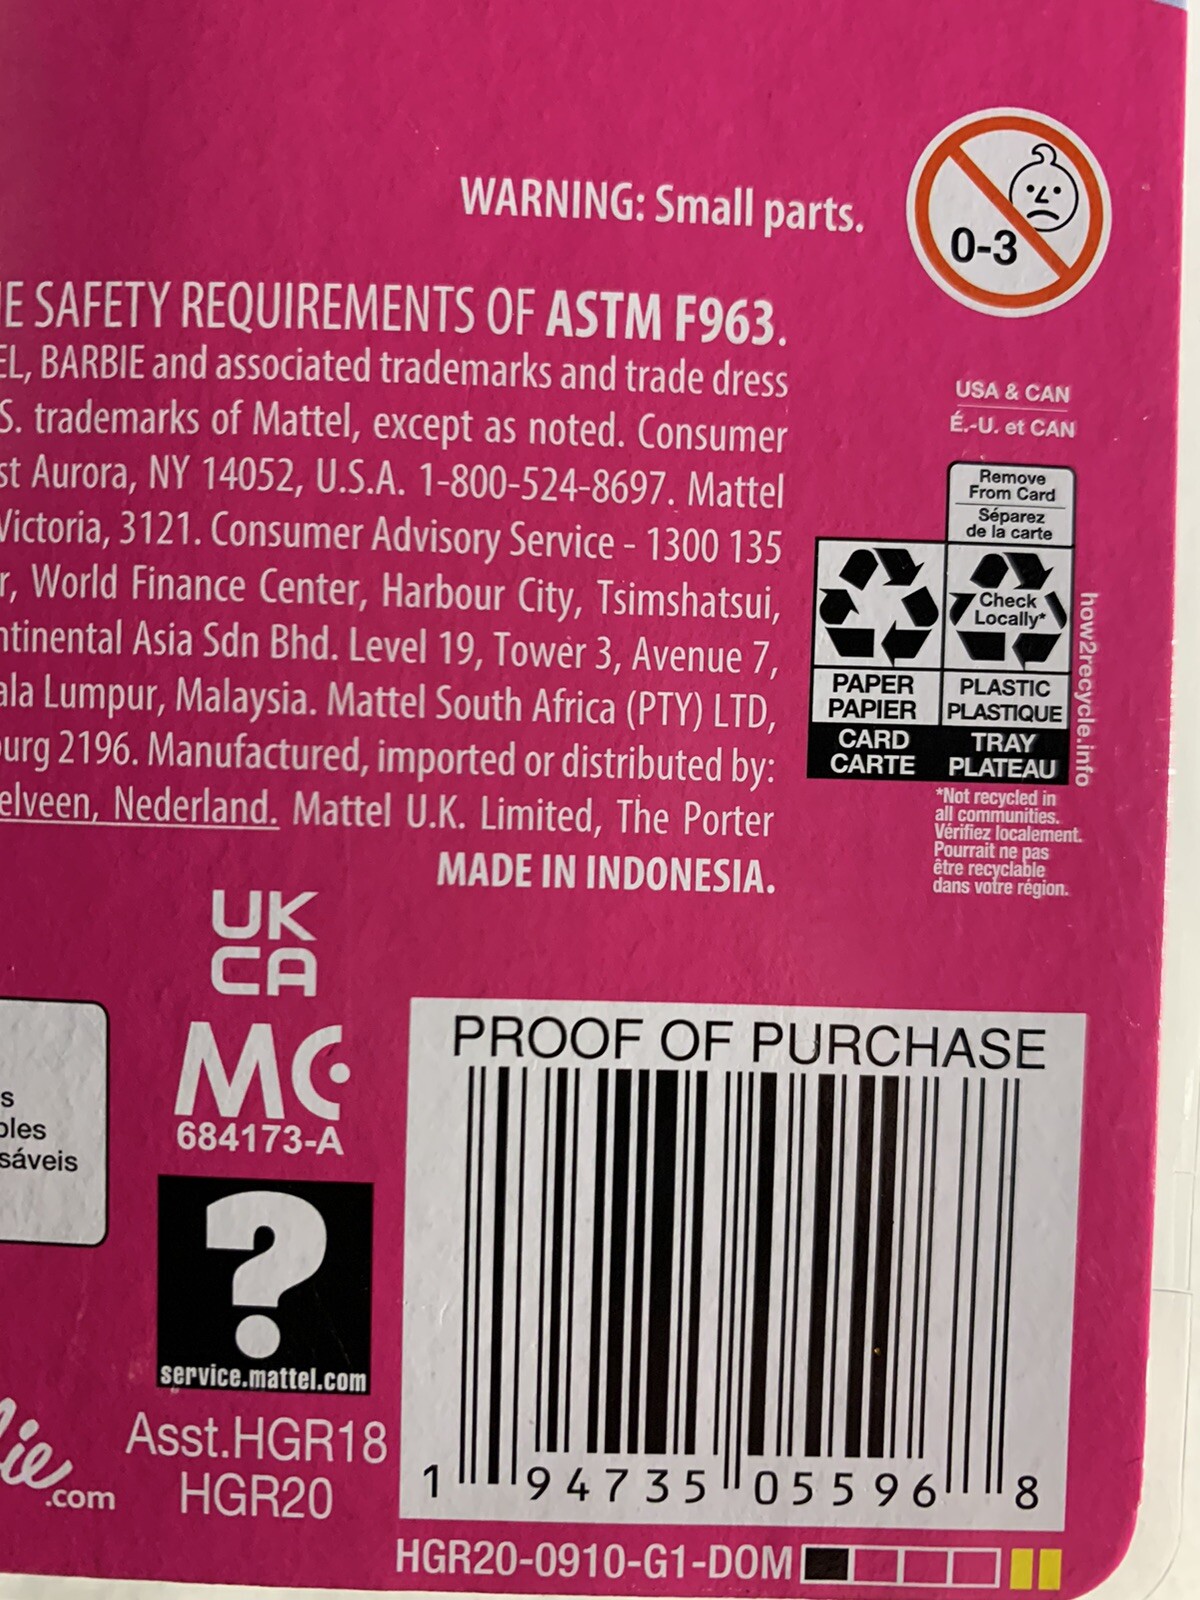 WARNING: Small parts.
0-3
E SAFETY REQUIREMENTS OF ASTM F963.
EL, BARBIE and associated trademarks and trade dress
S. trademarks of Mattel, except as noted. Consumer
st Aurora, NY 14052, U.S.A. 1-800-524-8697. Mattel
Victoria, 3121. Consumer Advisory Service - 1300 135
r, World Finance Center, Harbour City, Tsimshatsui,
ntinental Asia Sdn Bhd. Level 19, Tower 3, Avenue 7,
ala Lumpur, Malaysia. Mattel South Africa (PTY) LTD,
urg 2196. Manufactured, imported or distributed by:
elveen, Nederland. Mattel U.K. Limited, The Porter
MADE IN INDONESIA.
USA & CAN
É.-U. et CAN
Remove
From Card
Séparez
de la carte
Check
Locally*
PAPER
PAPIER
CARD
CARTE
PLASTIC
PLASTIQUE
TRAY
PLATEAU
how2recycle.info
*Not recycled in
all communities.
Vérifiez localement.
Pourrait ne pas
être recyclable
dans votre région.
UK
CA
MC
684173-A
s
bles
sáveis
?
service.mattel.com
ie
.com
Asst.HGR18
HGR20
PROOF OF PURCHASE
1 94735 05596 8
HGR20-0910-G1-DOM